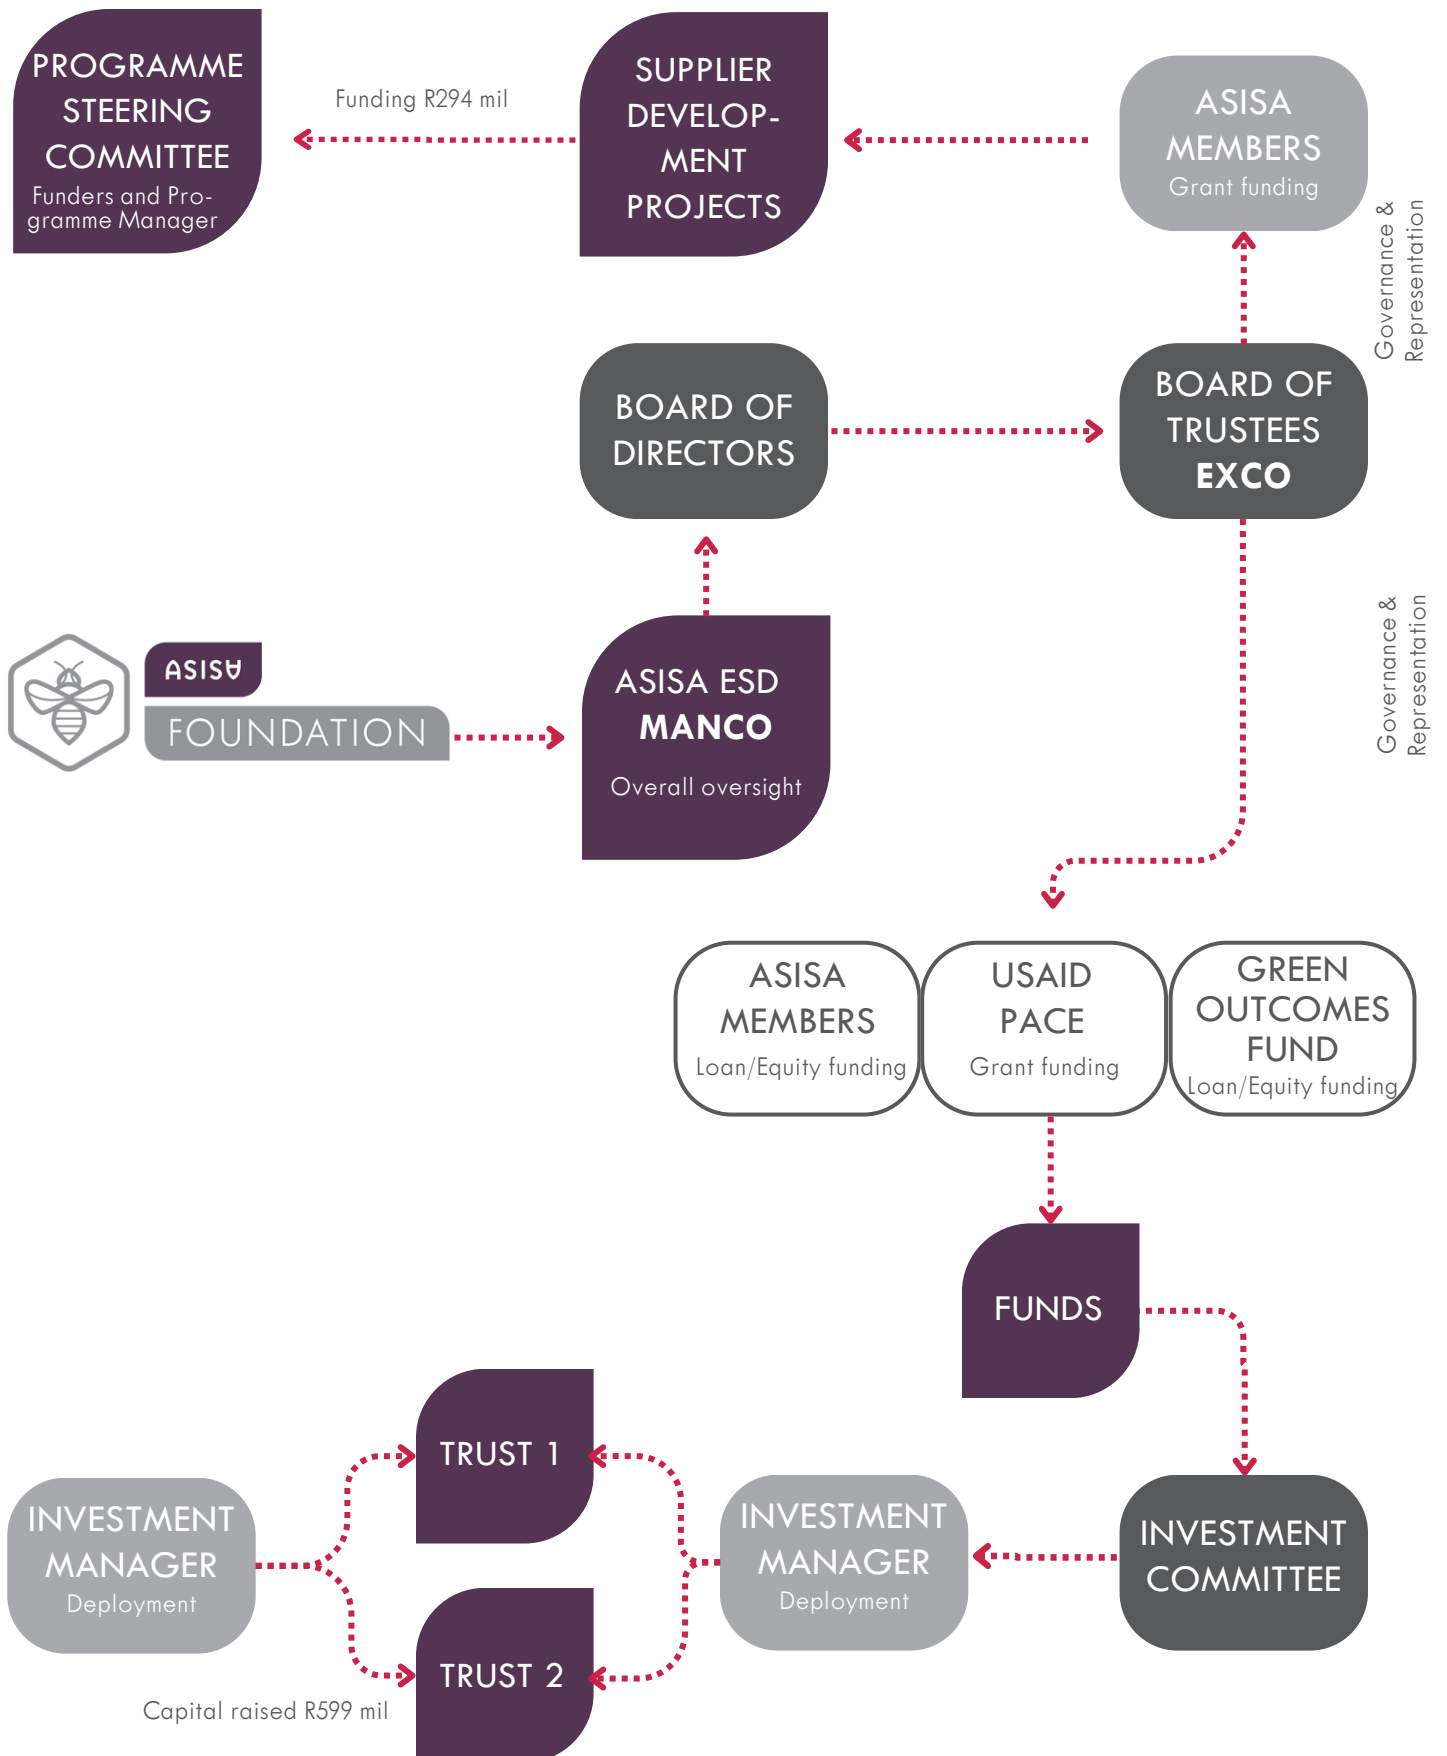 PROGRAMME
STEERING
COMMITTEE
Funders and Pro-
gramme Manager
Funding R294 mil
SUPPLIER
DEVELOP-
MENT
PROJECTS
ASISA
MEMBERS
Grant funding
Governance &
Representation
BOARD OF
DIRECTORS
BOARD OF
TRUSTEES
EXCO
ASISA
FOUNDATION
ASISA ESD
MANCO
Overall oversight
Governance &
Representation
ASISA
MEMBERS
Loan/Equity funding
USAID
PACE
Grant funding
GREEN
OUTCOMES
FUND
Loan/Equity funding
FUNDS
TRUST 1
INVESTMENT
MANAGER
Deployment
INVESTMENT
MANAGER
Deployment
INVESTMENT
COMMITTEE
TRUST 2
Capital raised R599 mil